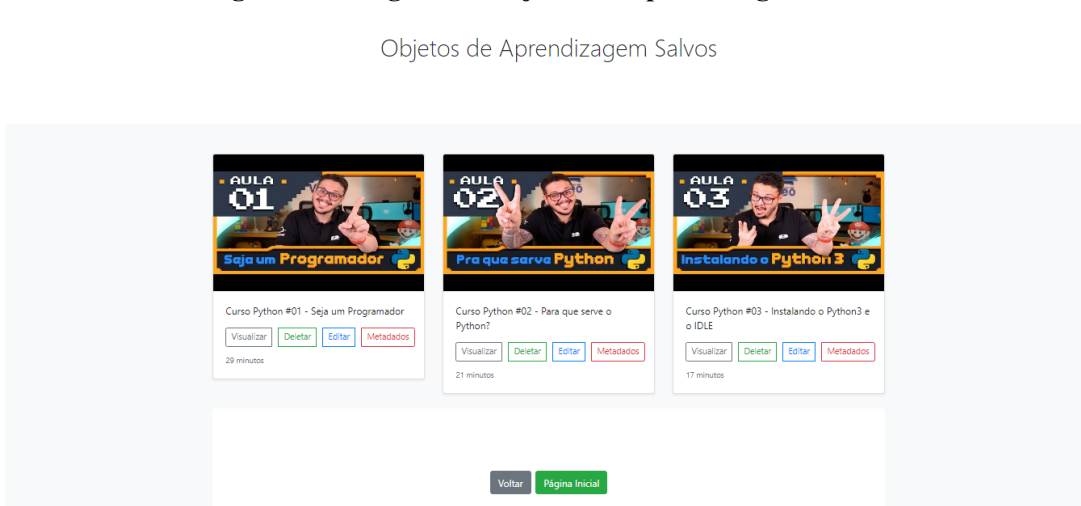 Objetos de Aprendizagem Salvos
AULA
01
Seja um Programador
AULA
02
Pra que serve Python
AULA
03
Instalando o Python 3
Curso Python #01 - Seja um Programador
Visualizar Deletar Editar Metadados
29 minutos
Curso Python #02 - Para que serve o
Python?
Visualizar Deletar Editar Metadados
21 minutos
Curso Python #03 - Instalando o Python3 e
o IDLE
Visualizar Deletar Editar Metadados
17 minutos
Voltar Página Inicial